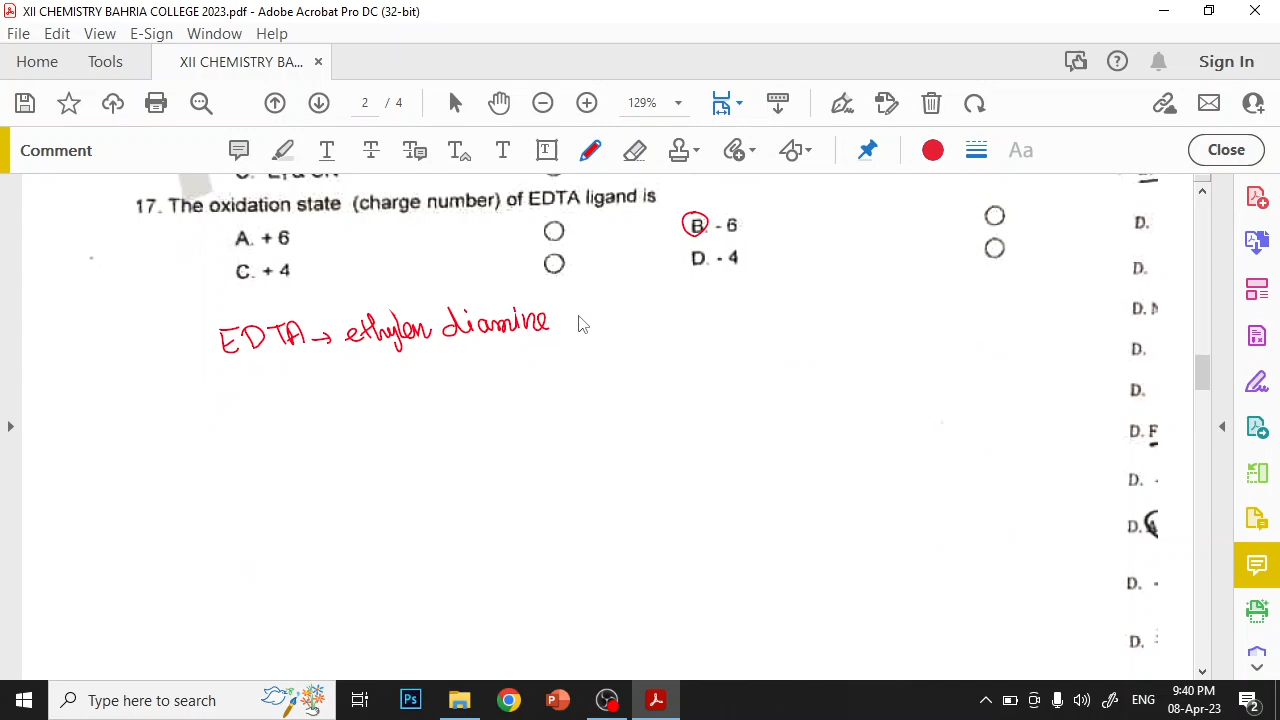 XII CHEMISTRY BAHRIA COLLEGE 2023.pdf - Adobe Acrobat Pro DC (32-bit)
File Edit View E-Sign Window Help
Home Tools XII CHEMISTRY BA... × Sign In
2 / 4 129%
Comment T T T T Aa Close
17. The oxidation state (charge number) of EDTA ligand is
A. + 6 B. - 6
C. + 4 D. - 4
EDTA → ethylen diamine
D.
D.
D. N
D.
D.
D. F
D.
D.
D.
D.
Type here to search
Ps
ENG
9:40 PM
08-Apr-23
2